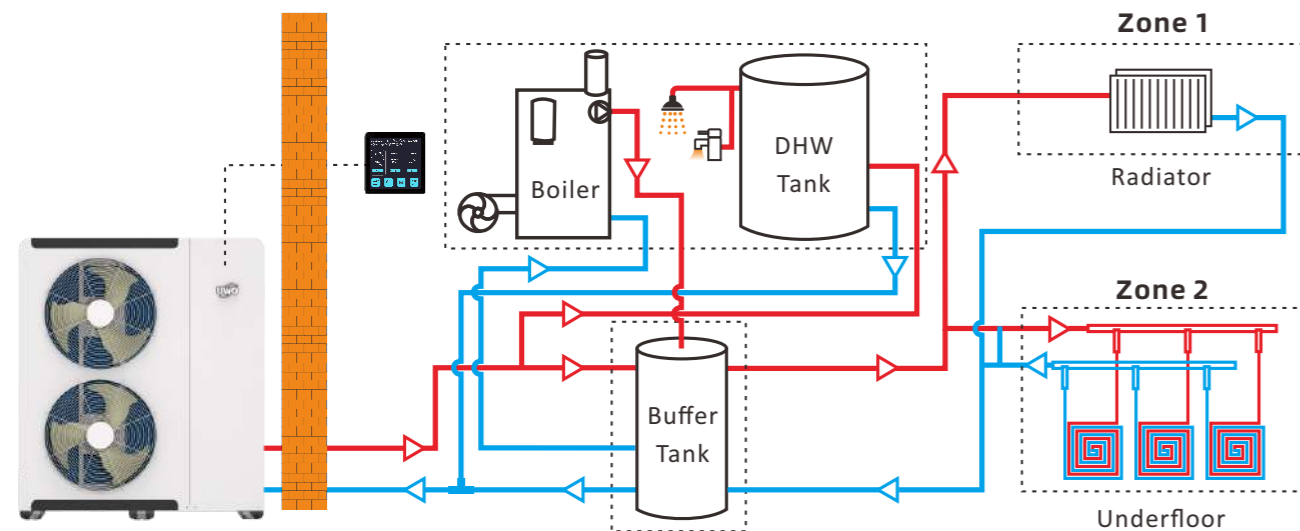 Zone 1
Boiler
DHW
Tank
Radiator
Zone 2
Buffer
Tank
Underfloor